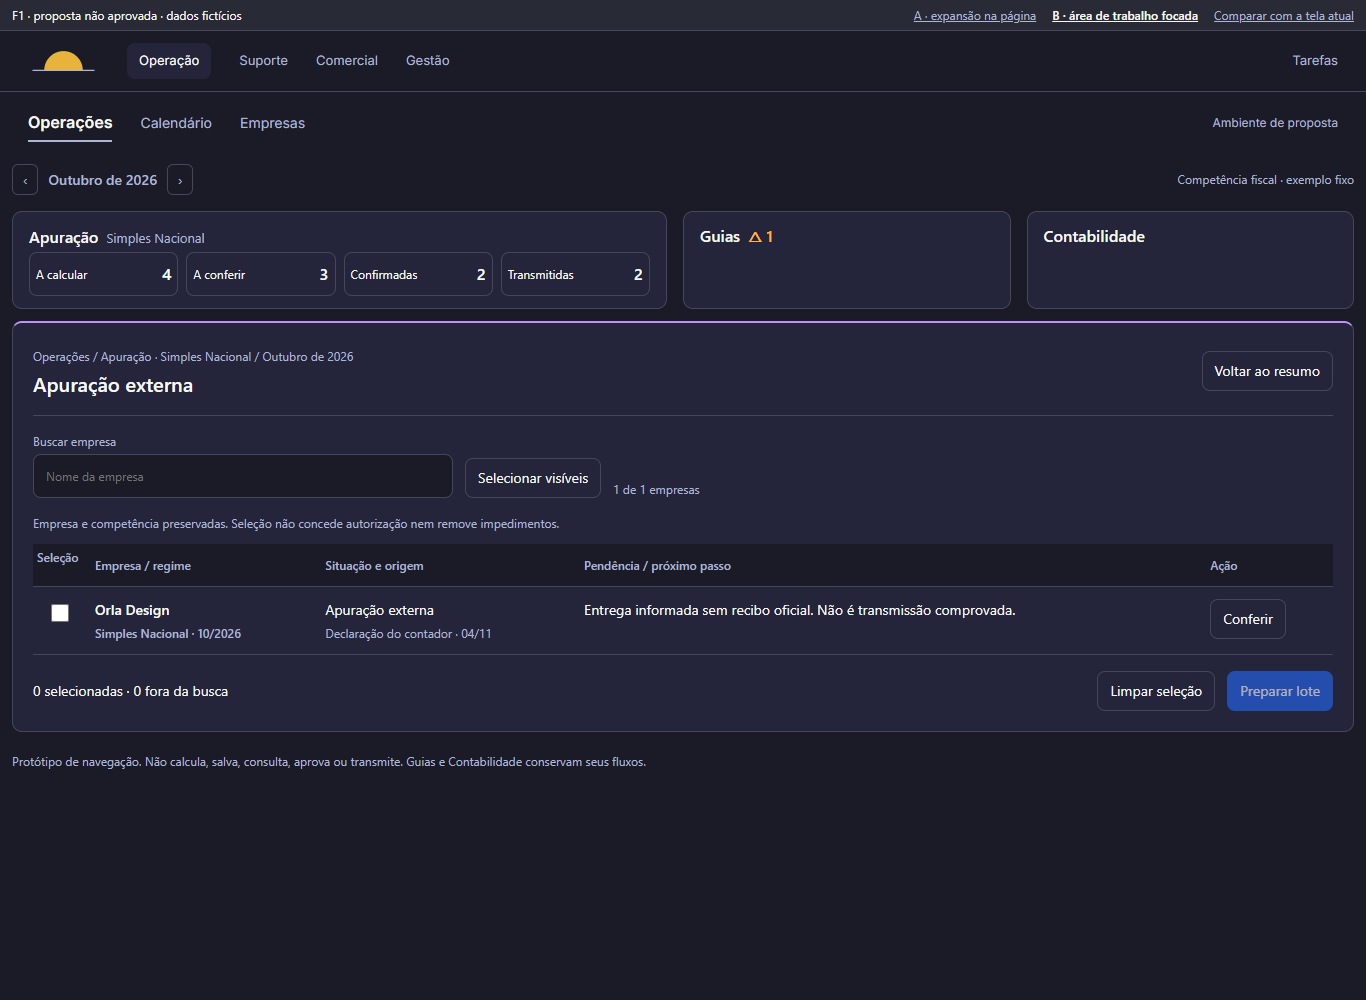 F1 · proposta não aprovada · dados fictícios
A · expansão na página B · área de trabalho focada Comparar com a tela atual
Operação Suporte Comercial Gestão Tarefas
Operações Calendário Empresas Ambiente de proposta
‹ Outubro de 2026 › Competência fiscal · exemplo fixo
Apuração Simples Nacional
A calcular 4 A conferir 3 Confirmadas 2 Transmitidas 2
Guias △ 1
Contabilidade
Operações / Apuração · Simples Nacional / Outubro de 2026
Apuração externa
Voltar ao resumo
Buscar empresa
Nome da empresa Selecionar visíveis 1 de 1 empresas
Empresa e competência preservadas. Seleção não concede autorização nem remove impedimentos.
Seleção Empresa / regime Situação e origem Pendência / próximo passo Ação
Orla Design Apuração externa Entrega informada sem recibo oficial. Não é transmissão comprovada. Conferir
Simples Nacional · 10/2026 Declaração do contador · 04/11
0 selecionadas · 0 fora da busca Limpar seleção Preparar lote
Protótipo de navegação. Não calcula, salva, consulta, aprova ou transmite. Guias e Contabilidade conservam seus fluxos.